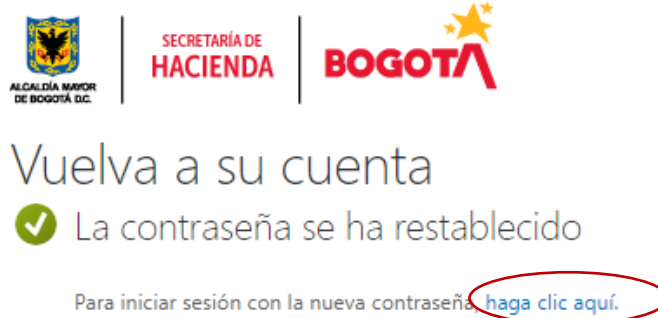 ALCALDÍA MAYOR
DE BOGOTÁ D.C.
SECRETARÍA DE
HACIENDA
BOGOTÁ
Vuelva a su cuenta
La contraseña se ha restablecido
Para iniciar sesión con la nueva contraseña, haga clic aquí.